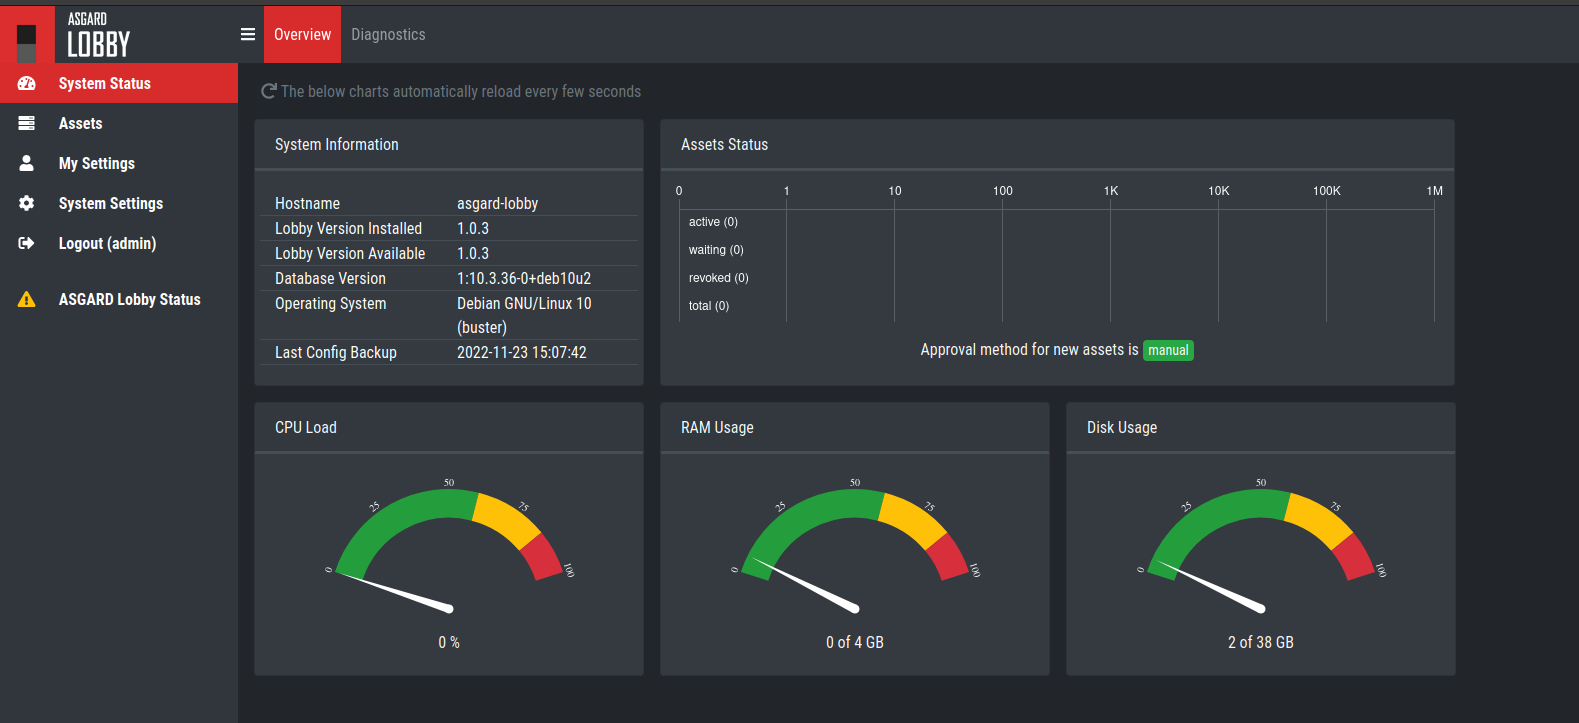 ASGARD
LOBBY
Overview
Diagnostics
System Status
Assets
My Settings
System Settings
Logout (admin)
ASGARD Lobby Status
The below charts automatically reload every few seconds
System Information
Hostname asgard-lobby
Lobby Version Installed 1.0.3
Lobby Version Available 1.0.3
Database Version 1:10.3.36-0+deb10u2
Operating System Debian GNU/Linux 10
(buster)
Last Config Backup 2022-11-23 15:07:42
Assets Status
0 1 10 100 1K 10K 100K 1M
active (0)
waiting (0)
revoked (0)
total (0)
Approval method for new assets is manual
CPU Load
0 25 50 75 100
0 %
RAM Usage
0 25 50 75 100
0 of 4 GB
Disk Usage
0 25 50 75 100
2 of 38 GB